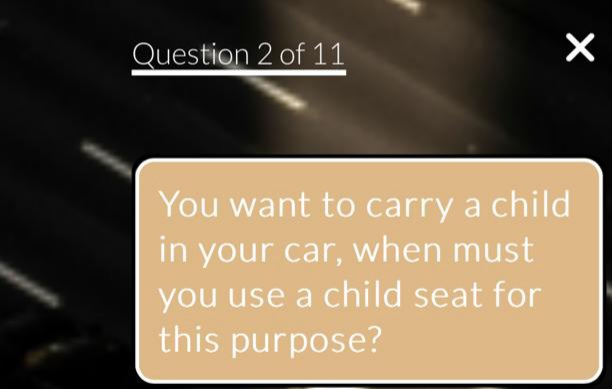 Question 2 of 11
You want to carry a child
in your car, when must
you use a child seat for
this purpose?